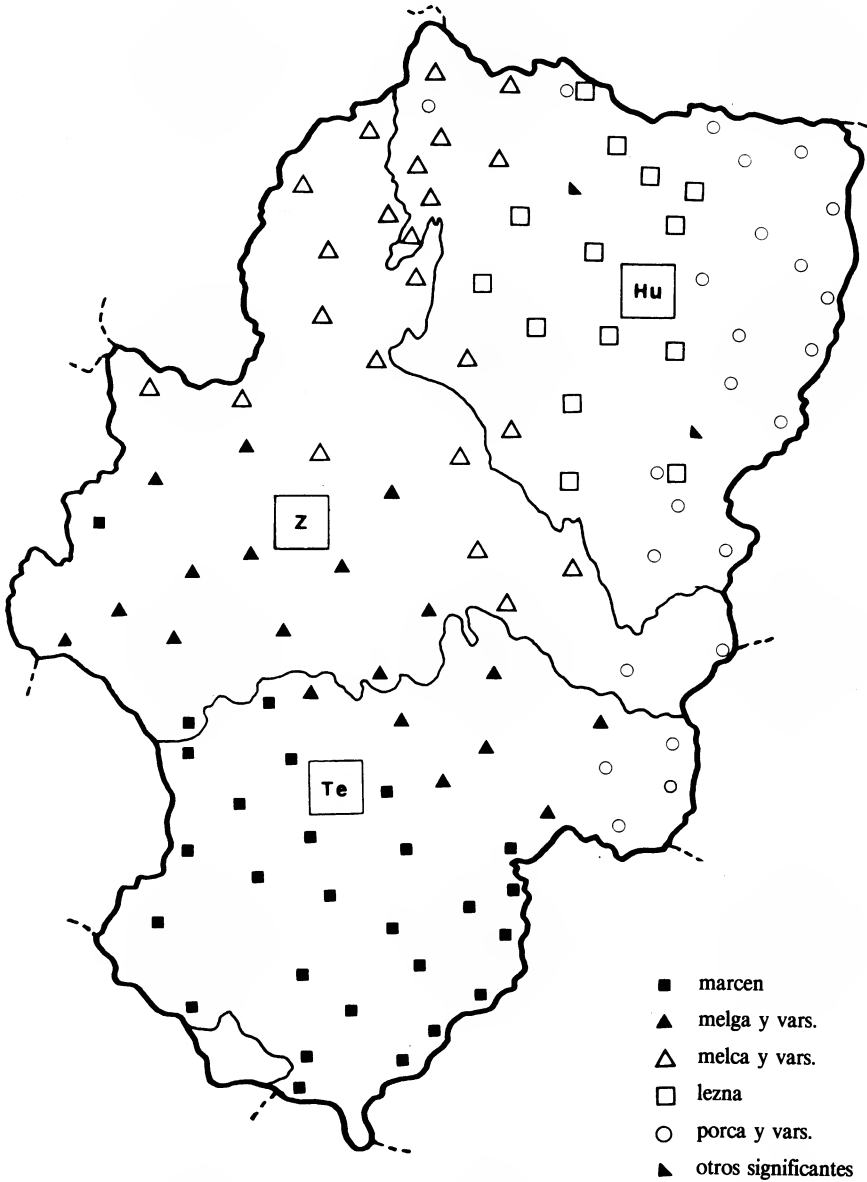 Hu
Z
Te
marcen
melga y vars.
melca y vars.
lezna
porca y vars.
otros significantes